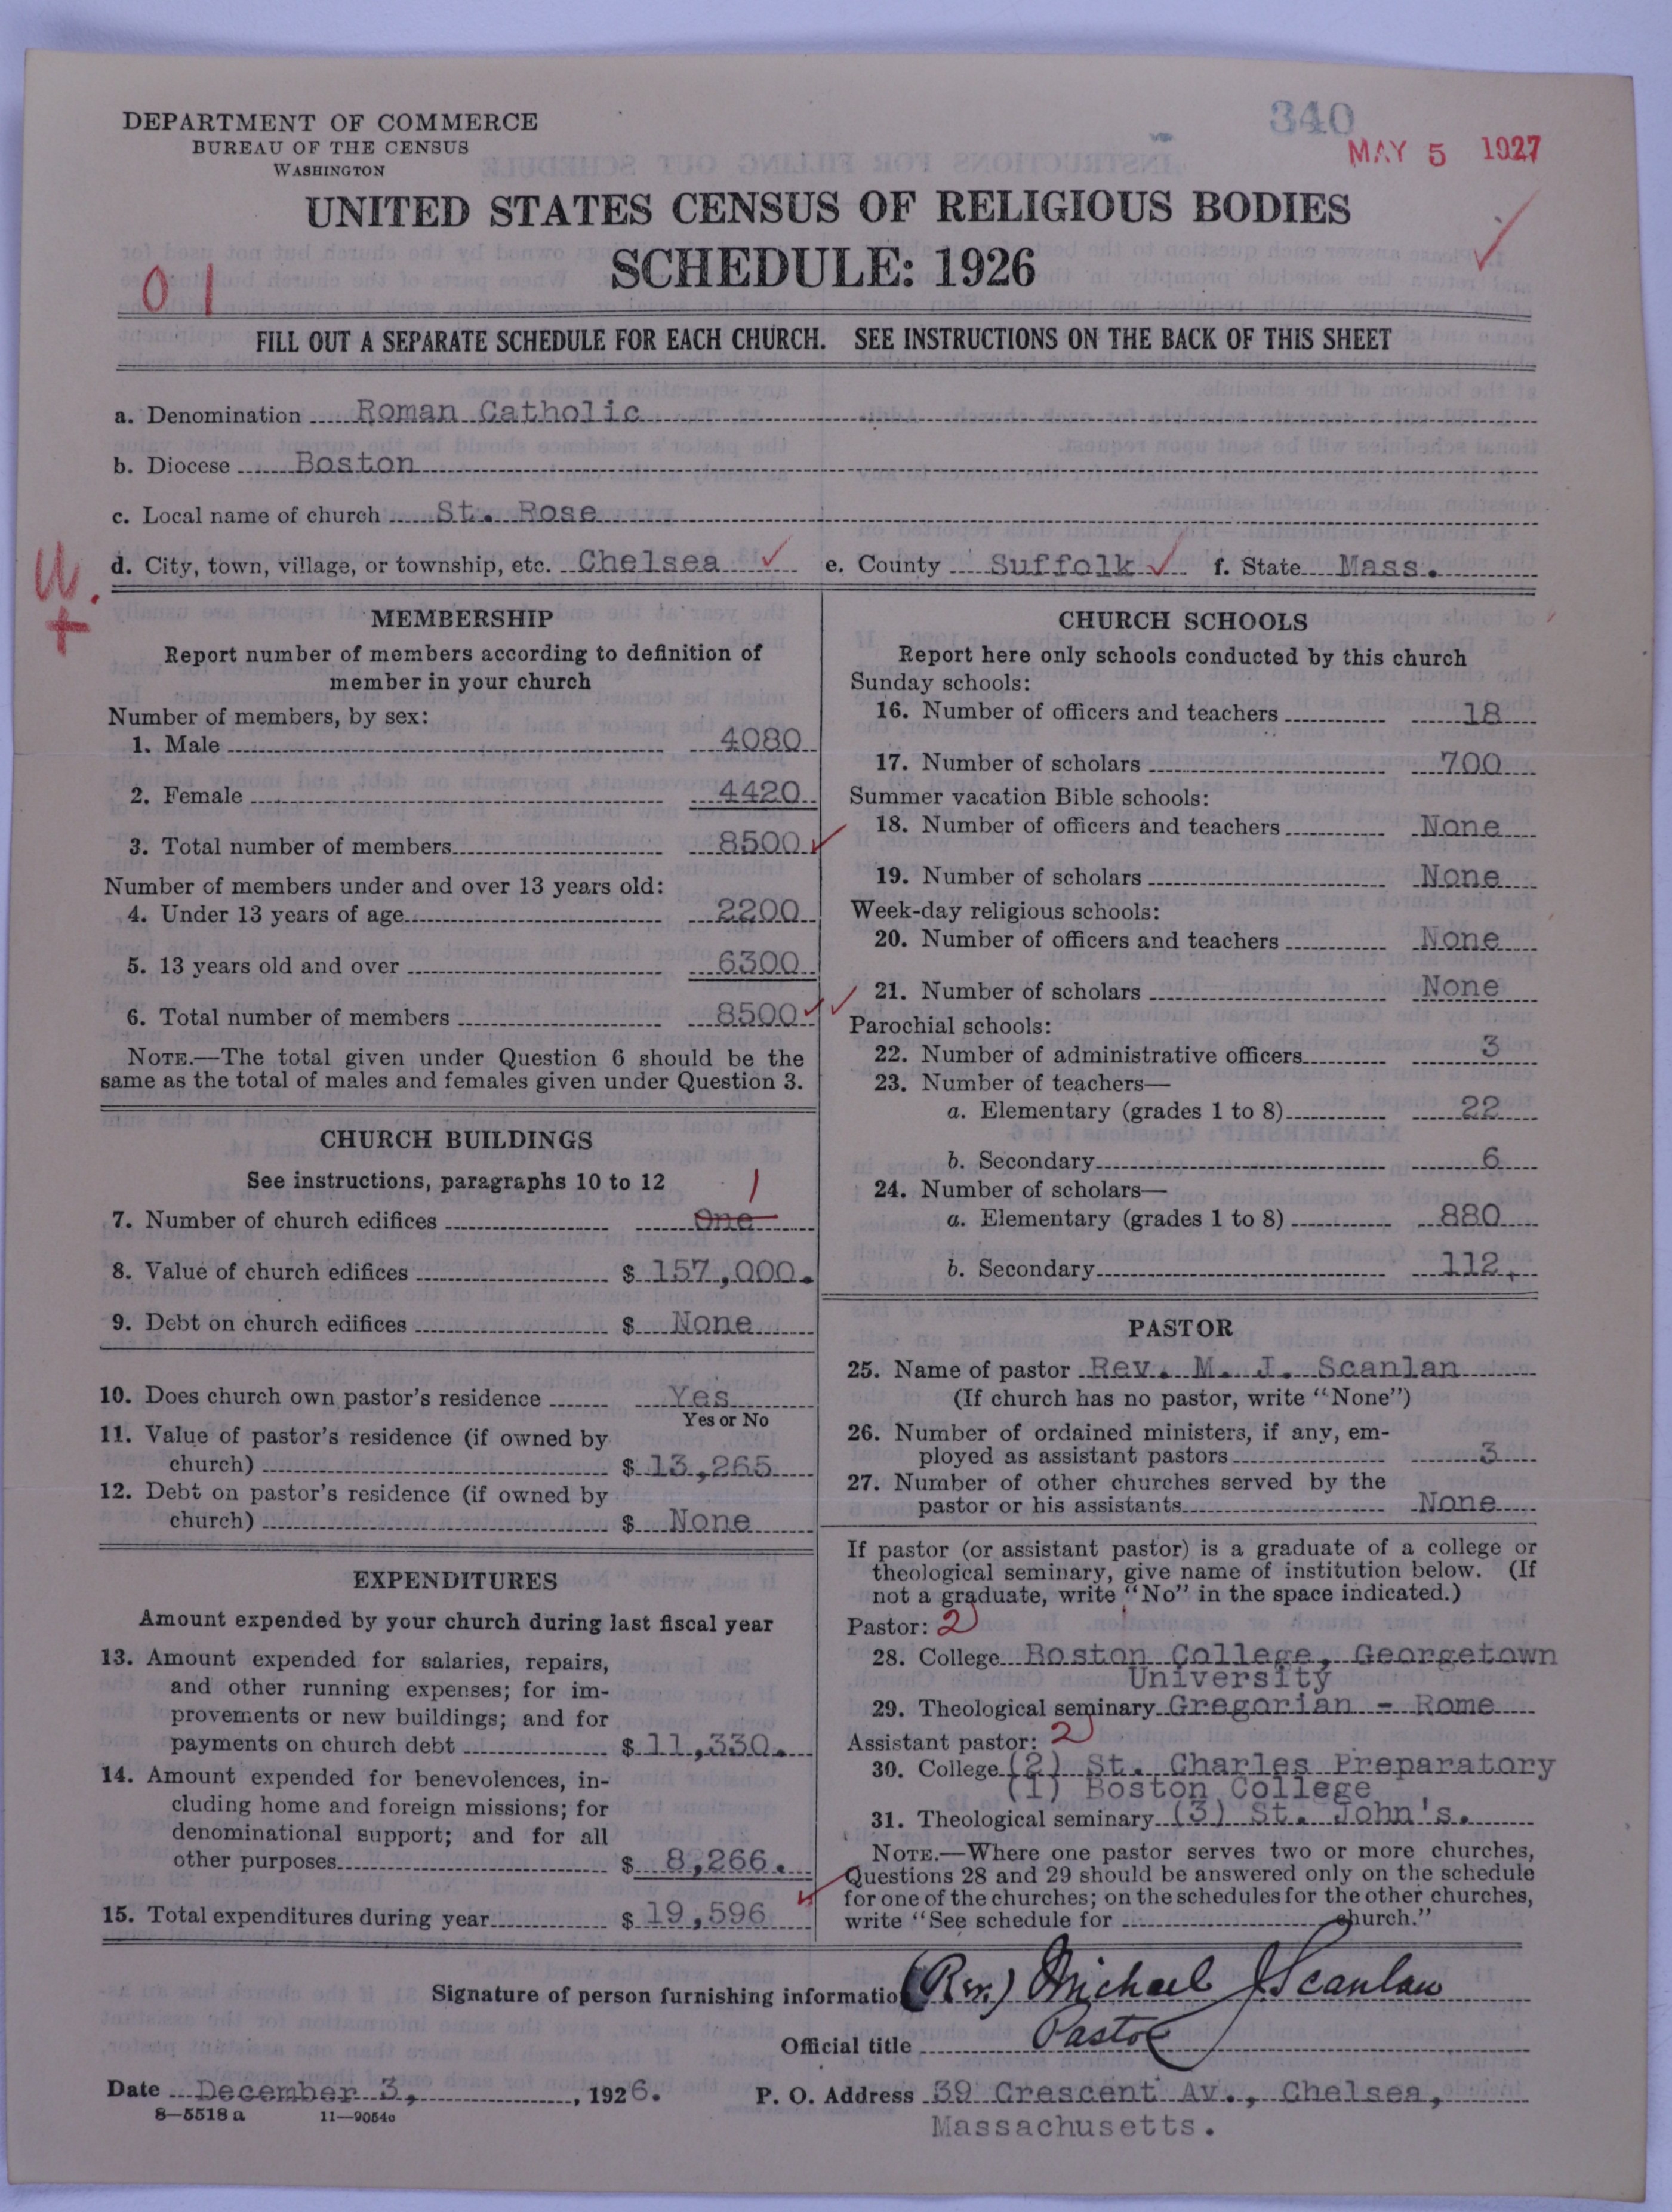 DEPARTMENT OF COMMERCE
BUREAU OF THE CENSUS
WASHINGTON
340
MAY 5 1927
UNITED STATES CENSUS OF RELIGIOUS BODIES
SCHEDULE: 1926
01
FILL OUT A SEPARATE SCHEDULE FOR EACH CHURCH. SEE INSTRUCTIONS ON THE BACK OF THIS SHEET
a. Denomination Roman Catholic
b. Diocese Boston
c. Local name of church St. Rose
d. City, town, village, or township, etc. Chelsea e. County Suffolk f. State Mass.
MEMBERSHIP
Report number of members according to definition of
member in your church
Number of members, by sex:
1. Male 4080
2. Female 4420
3. Total number of members 8500
Number of members under and over 13 years old:
4. Under 13 years of age 2200
5. 13 years old and over 6300
6. Total number of members 8500
NOTE.—The total given under Question 6 should be the
same as the total of males and females given under Question 3.
CHURCH BUILDINGS
See instructions, paragraphs 10 to 12
1
7. Number of church edifices One
8. Value of church edifices $ 157,000.
9. Debt on church edifices $ None
10. Does church own pastor's residence Yes
Yes or No
11. Value of pastor's residence (if owned by
church) $ 13,265
12. Debt on pastor's residence (if owned by
church) $ None
EXPENDITURES
Amount expended by your church during last fiscal year
13. Amount expended for salaries, repairs,
and other running expenses; for im-
provements or new buildings; and for
payments on church debt $ 11,330.
14. Amount expended for benevolences, in-
cluding home and foreign missions; for
denominational support; and for all
other purposes $ 8,266.
15. Total expenditures during year $ 19,596
CHURCH SCHOOLS
Report here only schools conducted by this church
Sunday schools:
16. Number of officers and teachers 18
17. Number of scholars 700
Summer vacation Bible schools:
18. Number of officers and teachers None
19. Number of scholars None
Week-day religious schools:
20. Number of officers and teachers None
21. Number of scholars None
Parochial schools:
22. Number of administrative officers 3
23. Number of teachers—
a. Elementary (grades 1 to 8) 22
b. Secondary 6
24. Number of scholars—
a. Elementary (grades 1 to 8) 880
b. Secondary 112.
PASTOR
25. Name of pastor Rev. M. J. Scanlan
(If church has no pastor, write "None")
26. Number of ordained ministers, if any, em-
ployed as assistant pastors 3
27. Number of other churches served by the
pastor or his assistants None
If pastor (or assistant pastor) is a graduate of a college or
theological seminary, give name of institution below. (If
not a graduate, write "No" in the space indicated.)
Pastor: 2
28. College Boston College, Georgetown
University
29. Theological seminary Gregorian - Rome
Assistant pastor: 2
30. College (2) St. Charles Preparatory
(1) Boston College
31. Theological seminary (3) St. John's.
NOTE.—Where one pastor serves two or more churches,
Questions 28 and 29 should be answered only on the schedule
for one of the churches; on the schedules for the other churches,
write "See schedule for church."
Signature of person furnishing informatio (Rev.) Michael J Scanlan
Official title Pastor
Date December 3, 1926. P. O. Address 39 Crescent Av., Chelsea,
8—5518 a 11—9054c
Massachusetts.